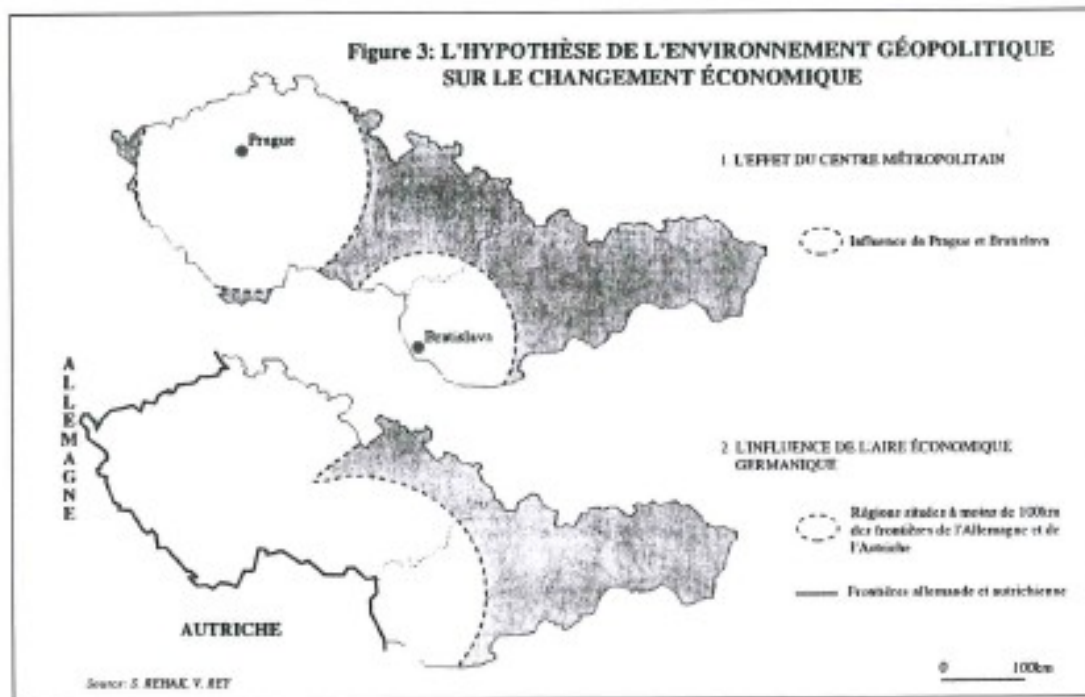 Figure 3: L'HYPOTHÈSE DE L'ENVIRONNEMENT GÉOPOLITIQUE
SUR LE CHANGEMENT ÉCONOMIQUE
Prague
1 L'EFFET DU CENTRE MÉTROPOLITAIN
Influence de Prague et Bratislava
Bratislava
ALLEMAGNE
2 L'INFLUENCE DE L'AIRE ÉCONOMIQUE
GERMANIQUE
Régions situées à moins de 100km
des frontières de l'Allemagne et de
l'Autriche
Frontières allemande et autrichienne
AUTRICHE
0 100km
Source: S. REHAK, V. REY